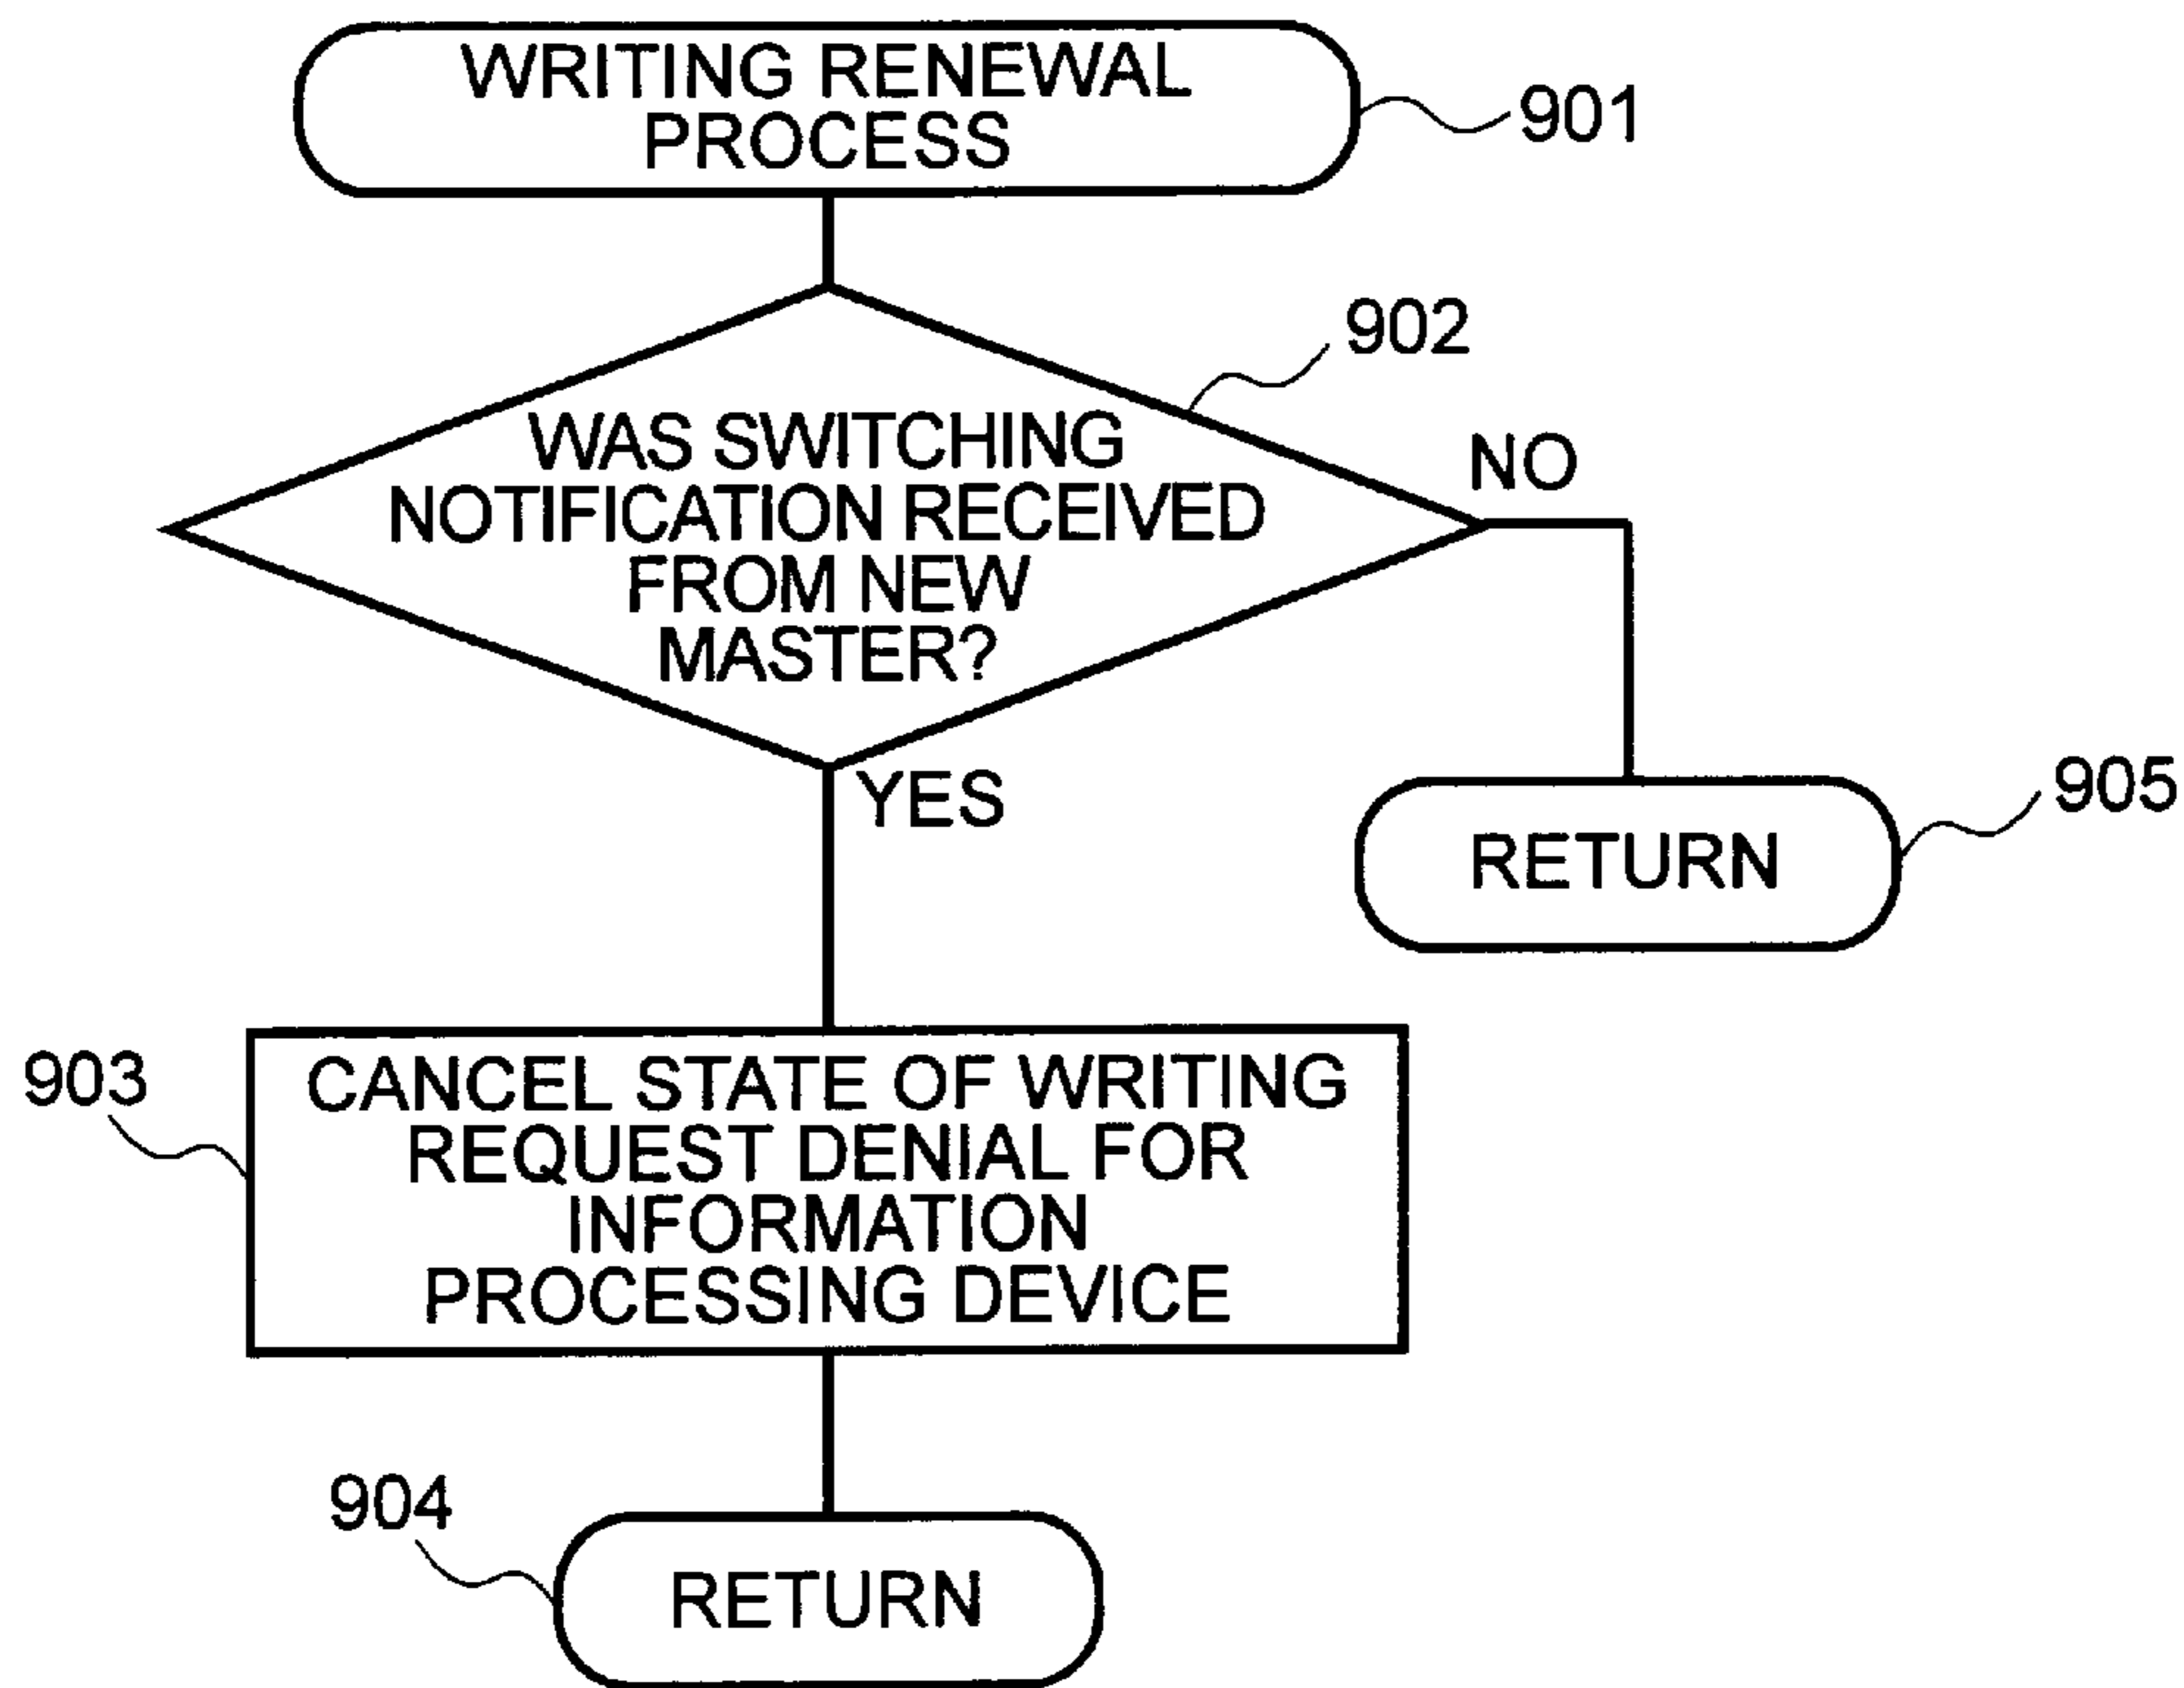 WRITING RENEWAL
PROCESS
901
902
WAS SWITCHING
NOTIFICATION RECEIVED
FROM NEW
MASTER?
NO
YES
905
RETURN
903
CANCEL STATE OF WRITING
REQUEST DENIAL FOR
INFORMATION
PROCESSING DEVICE
904
RETURN